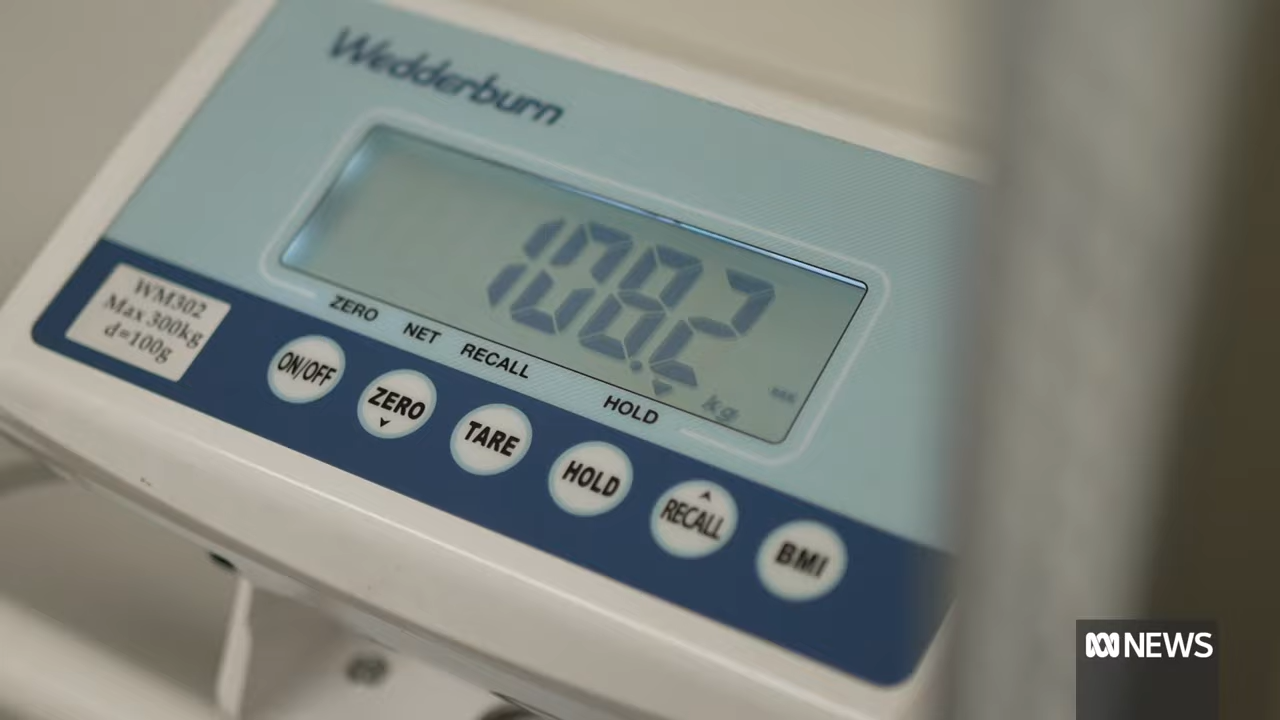 Wedderburn
108.2
kg
ZERO NET RECALL HOLD
WM302
Max 300kg
d=100g
ON/OFF
ZERO
TARE
HOLD
RECALL
BMI
NEWS